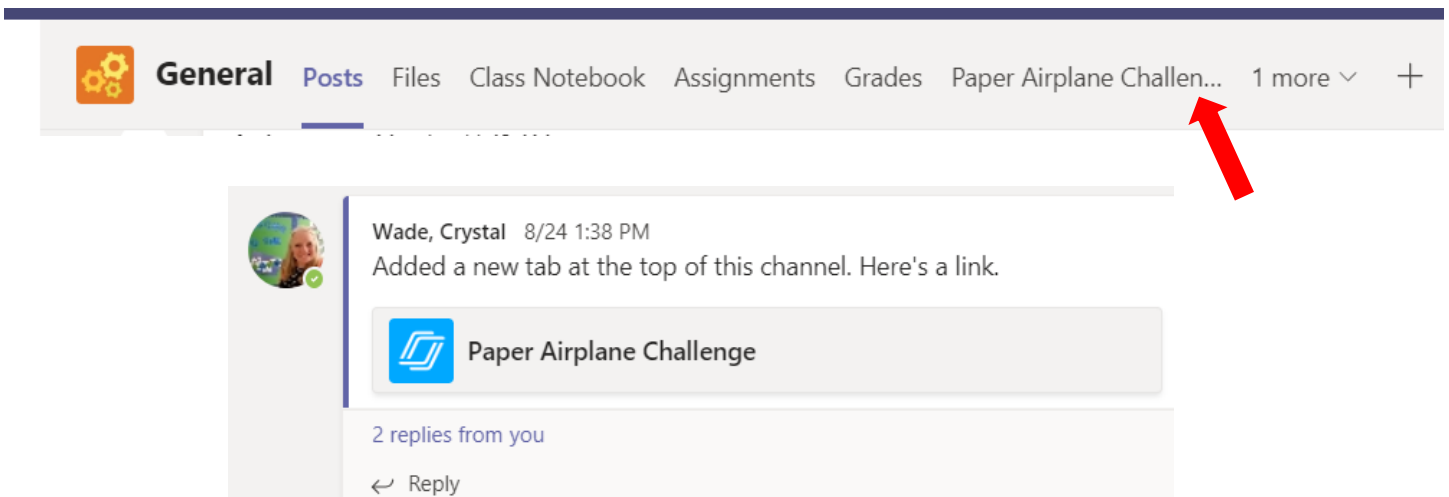 General Posts Files Class Notebook Assignments Grades Paper Airplane Challen... 1 more
Wade, Crystal 8/24 1:38 PM
Added a new tab at the top of this channel. Here's a link.
Paper Airplane Challenge
2 replies from you
Reply